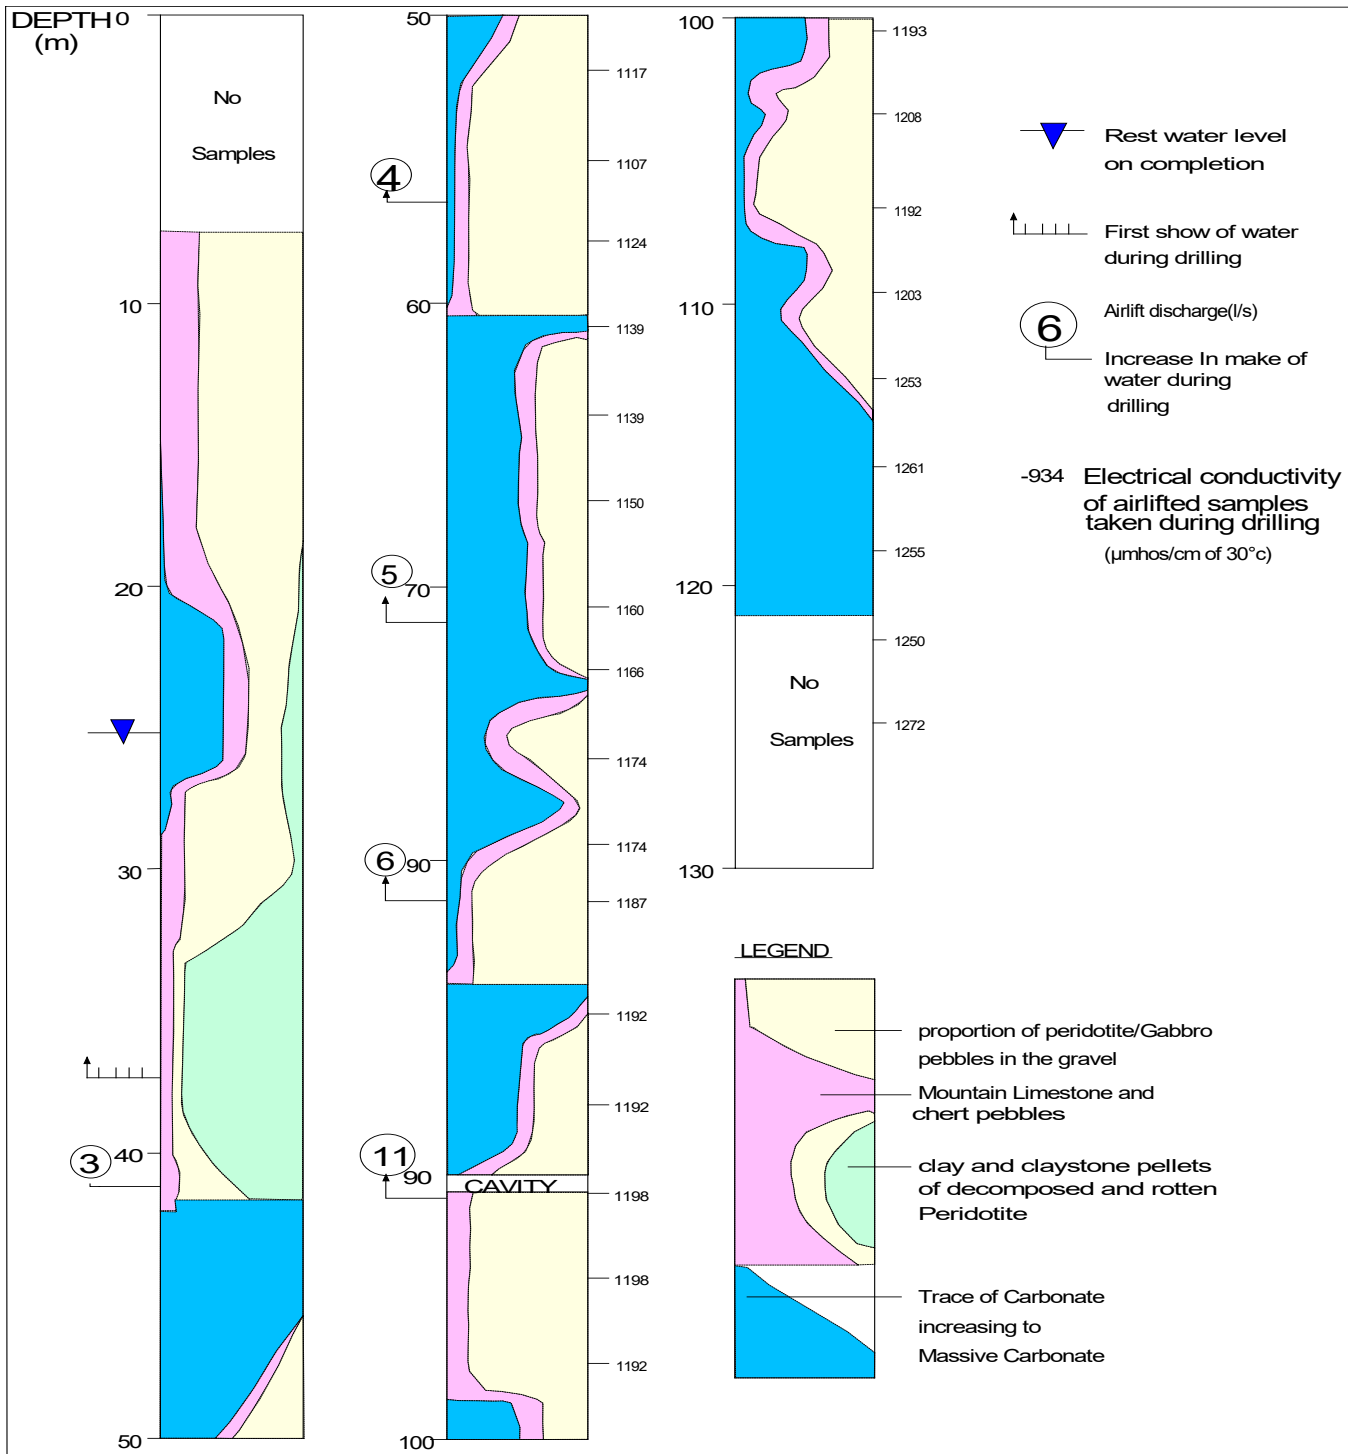 DEPTH
(m)
0
No
Samples
10
20
30
3
40
50
50
1117
1107
4
1124
60
1139
1139
1150
5
70
1160
1166
1174
1174
6
90
1187
1192
1192
11
90
CAVITY
1198
1198
1192
100
100
1193
1208
1192
1203
110
1253
1261
1255
120
1250
No
1272
Samples
130
Rest water level
on completion
First show of water
during drilling
6
Airlift discharge(l/s)
Increase In make of
water during
drilling
-934
Electrical conductivity
of airlifted samples
taken during drilling
(µmhos/cm of 30°c)
LEGEND
proportion of peridotite/Gabbro
pebbles in the gravel
Mountain Limestone and
chert pebbles
clay and claystone pellets
of decomposed and rotten
Peridotite
Trace of Carbonate
increasing to
Massive Carbonate